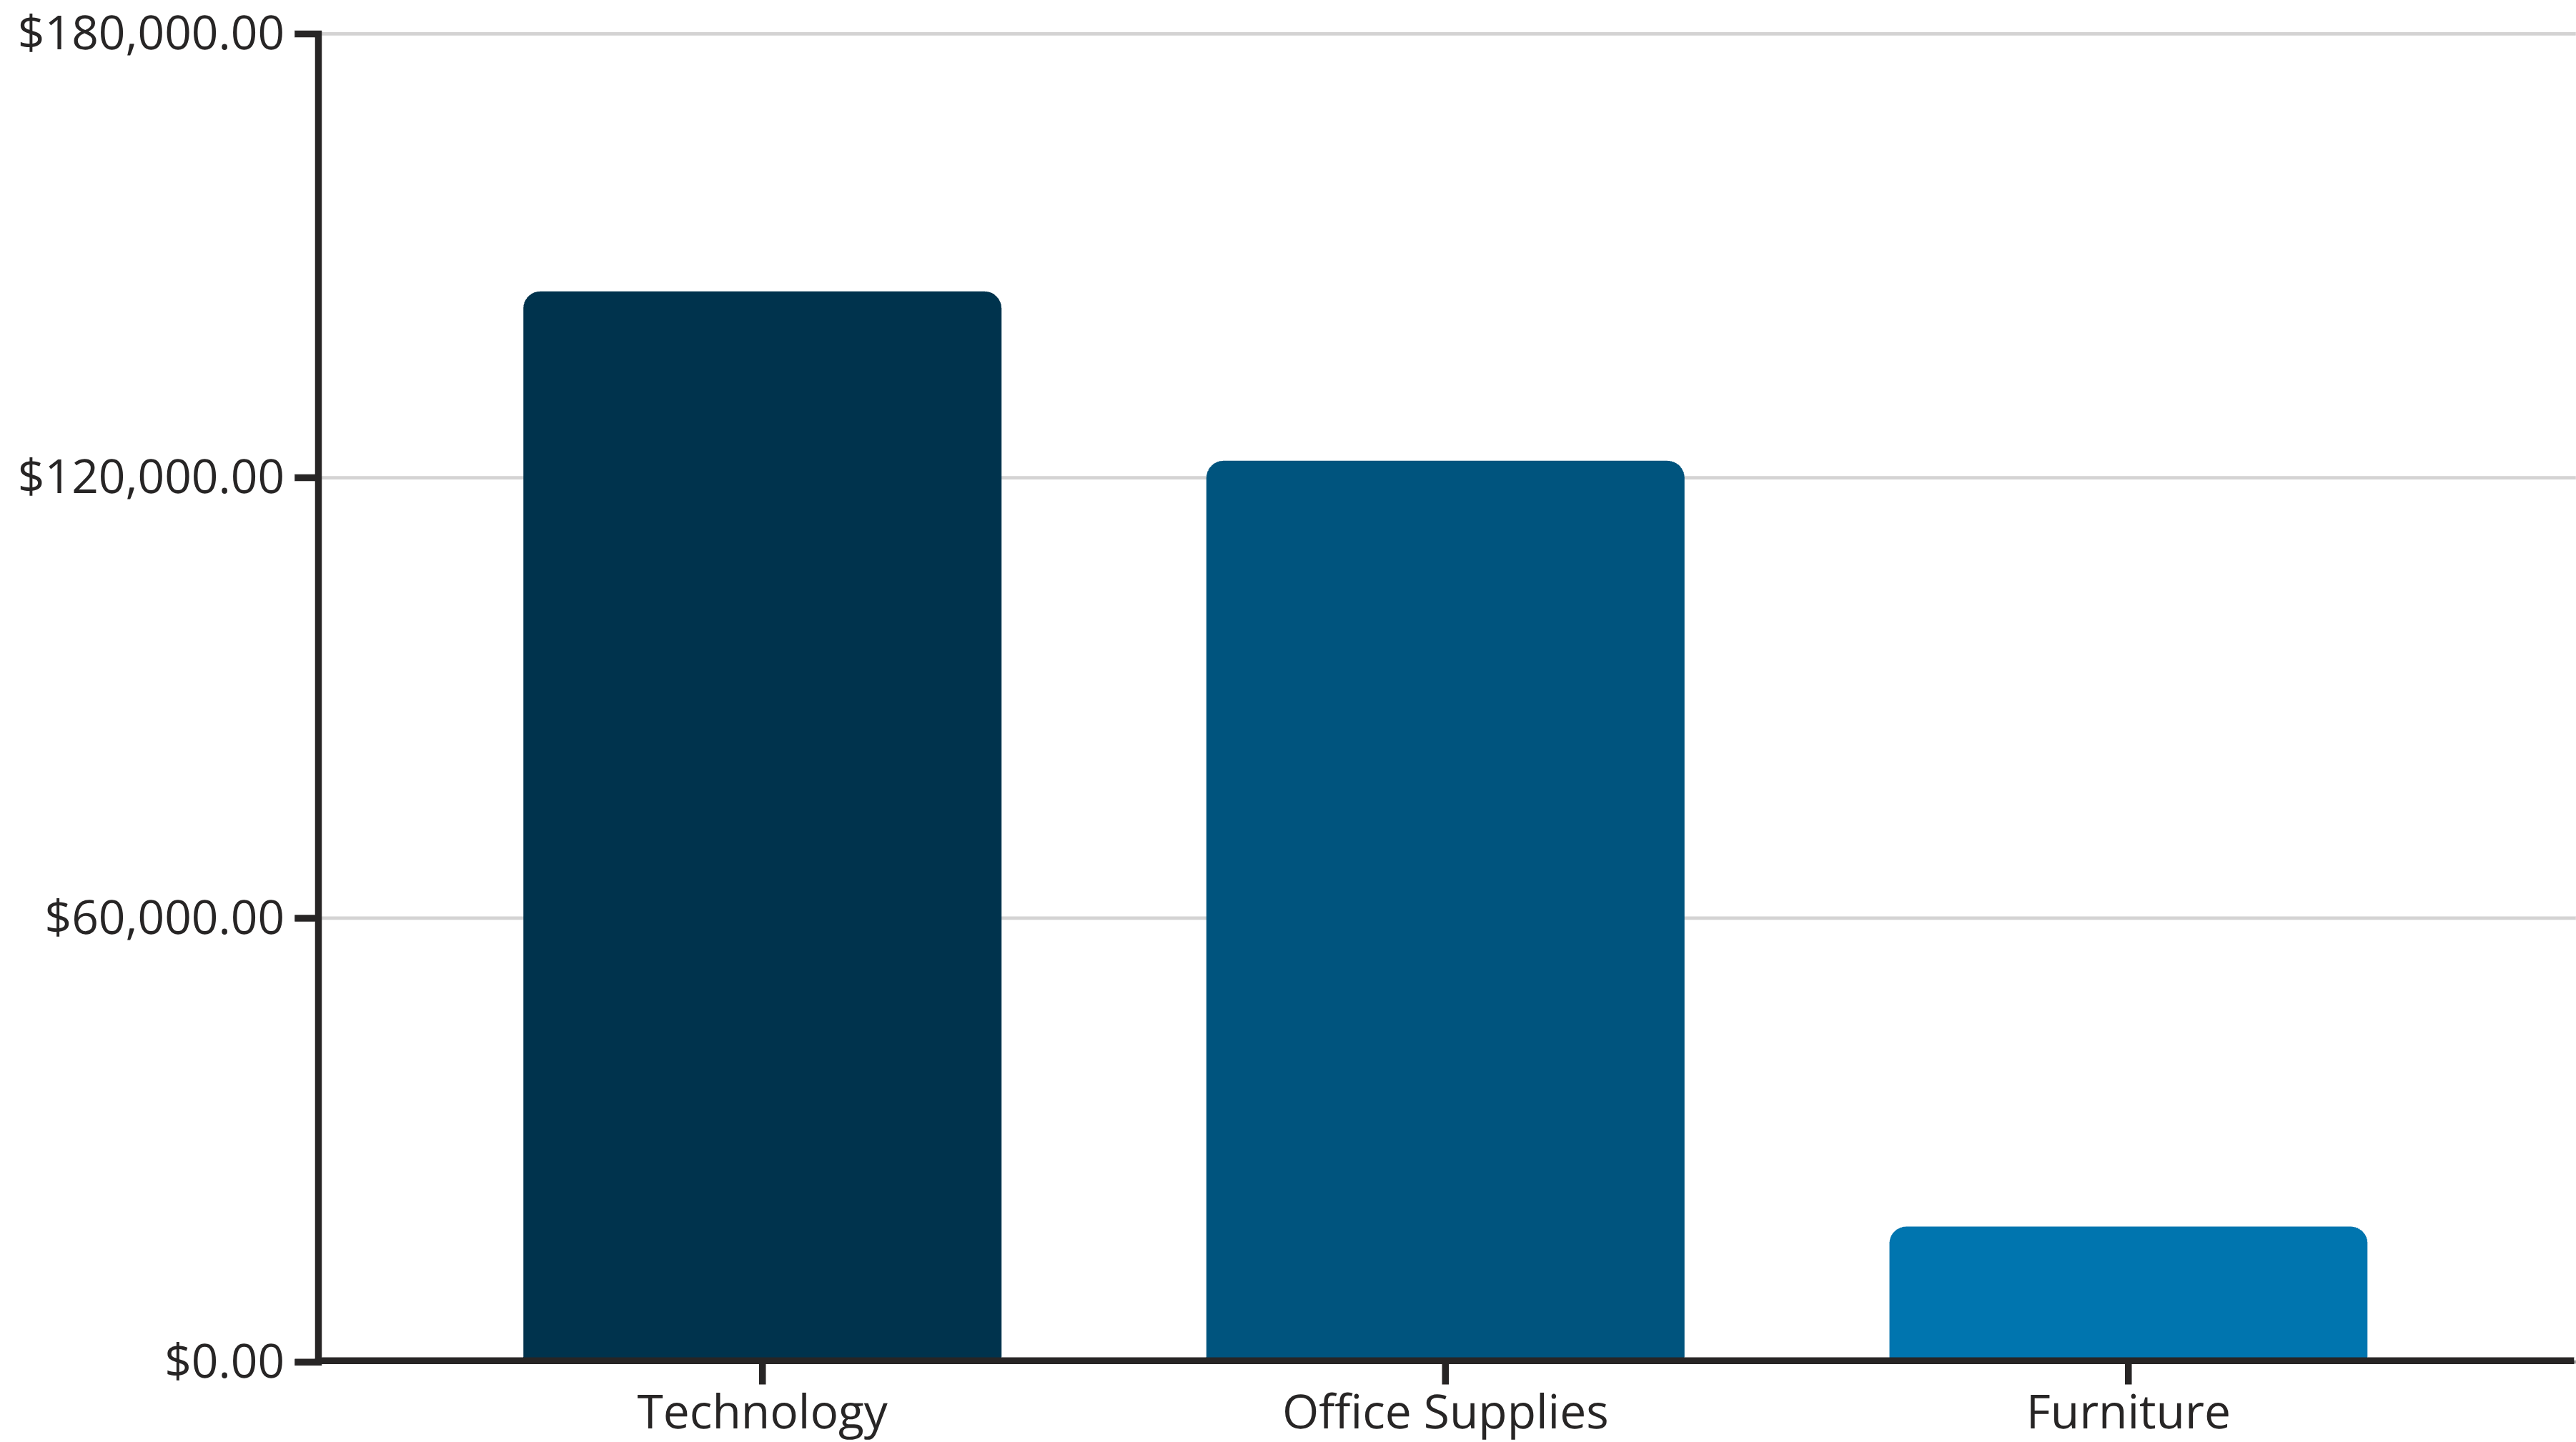 $180,000.00
$120,000.00
$60,000.00
$0.00
Technology
Office Supplies
Furniture